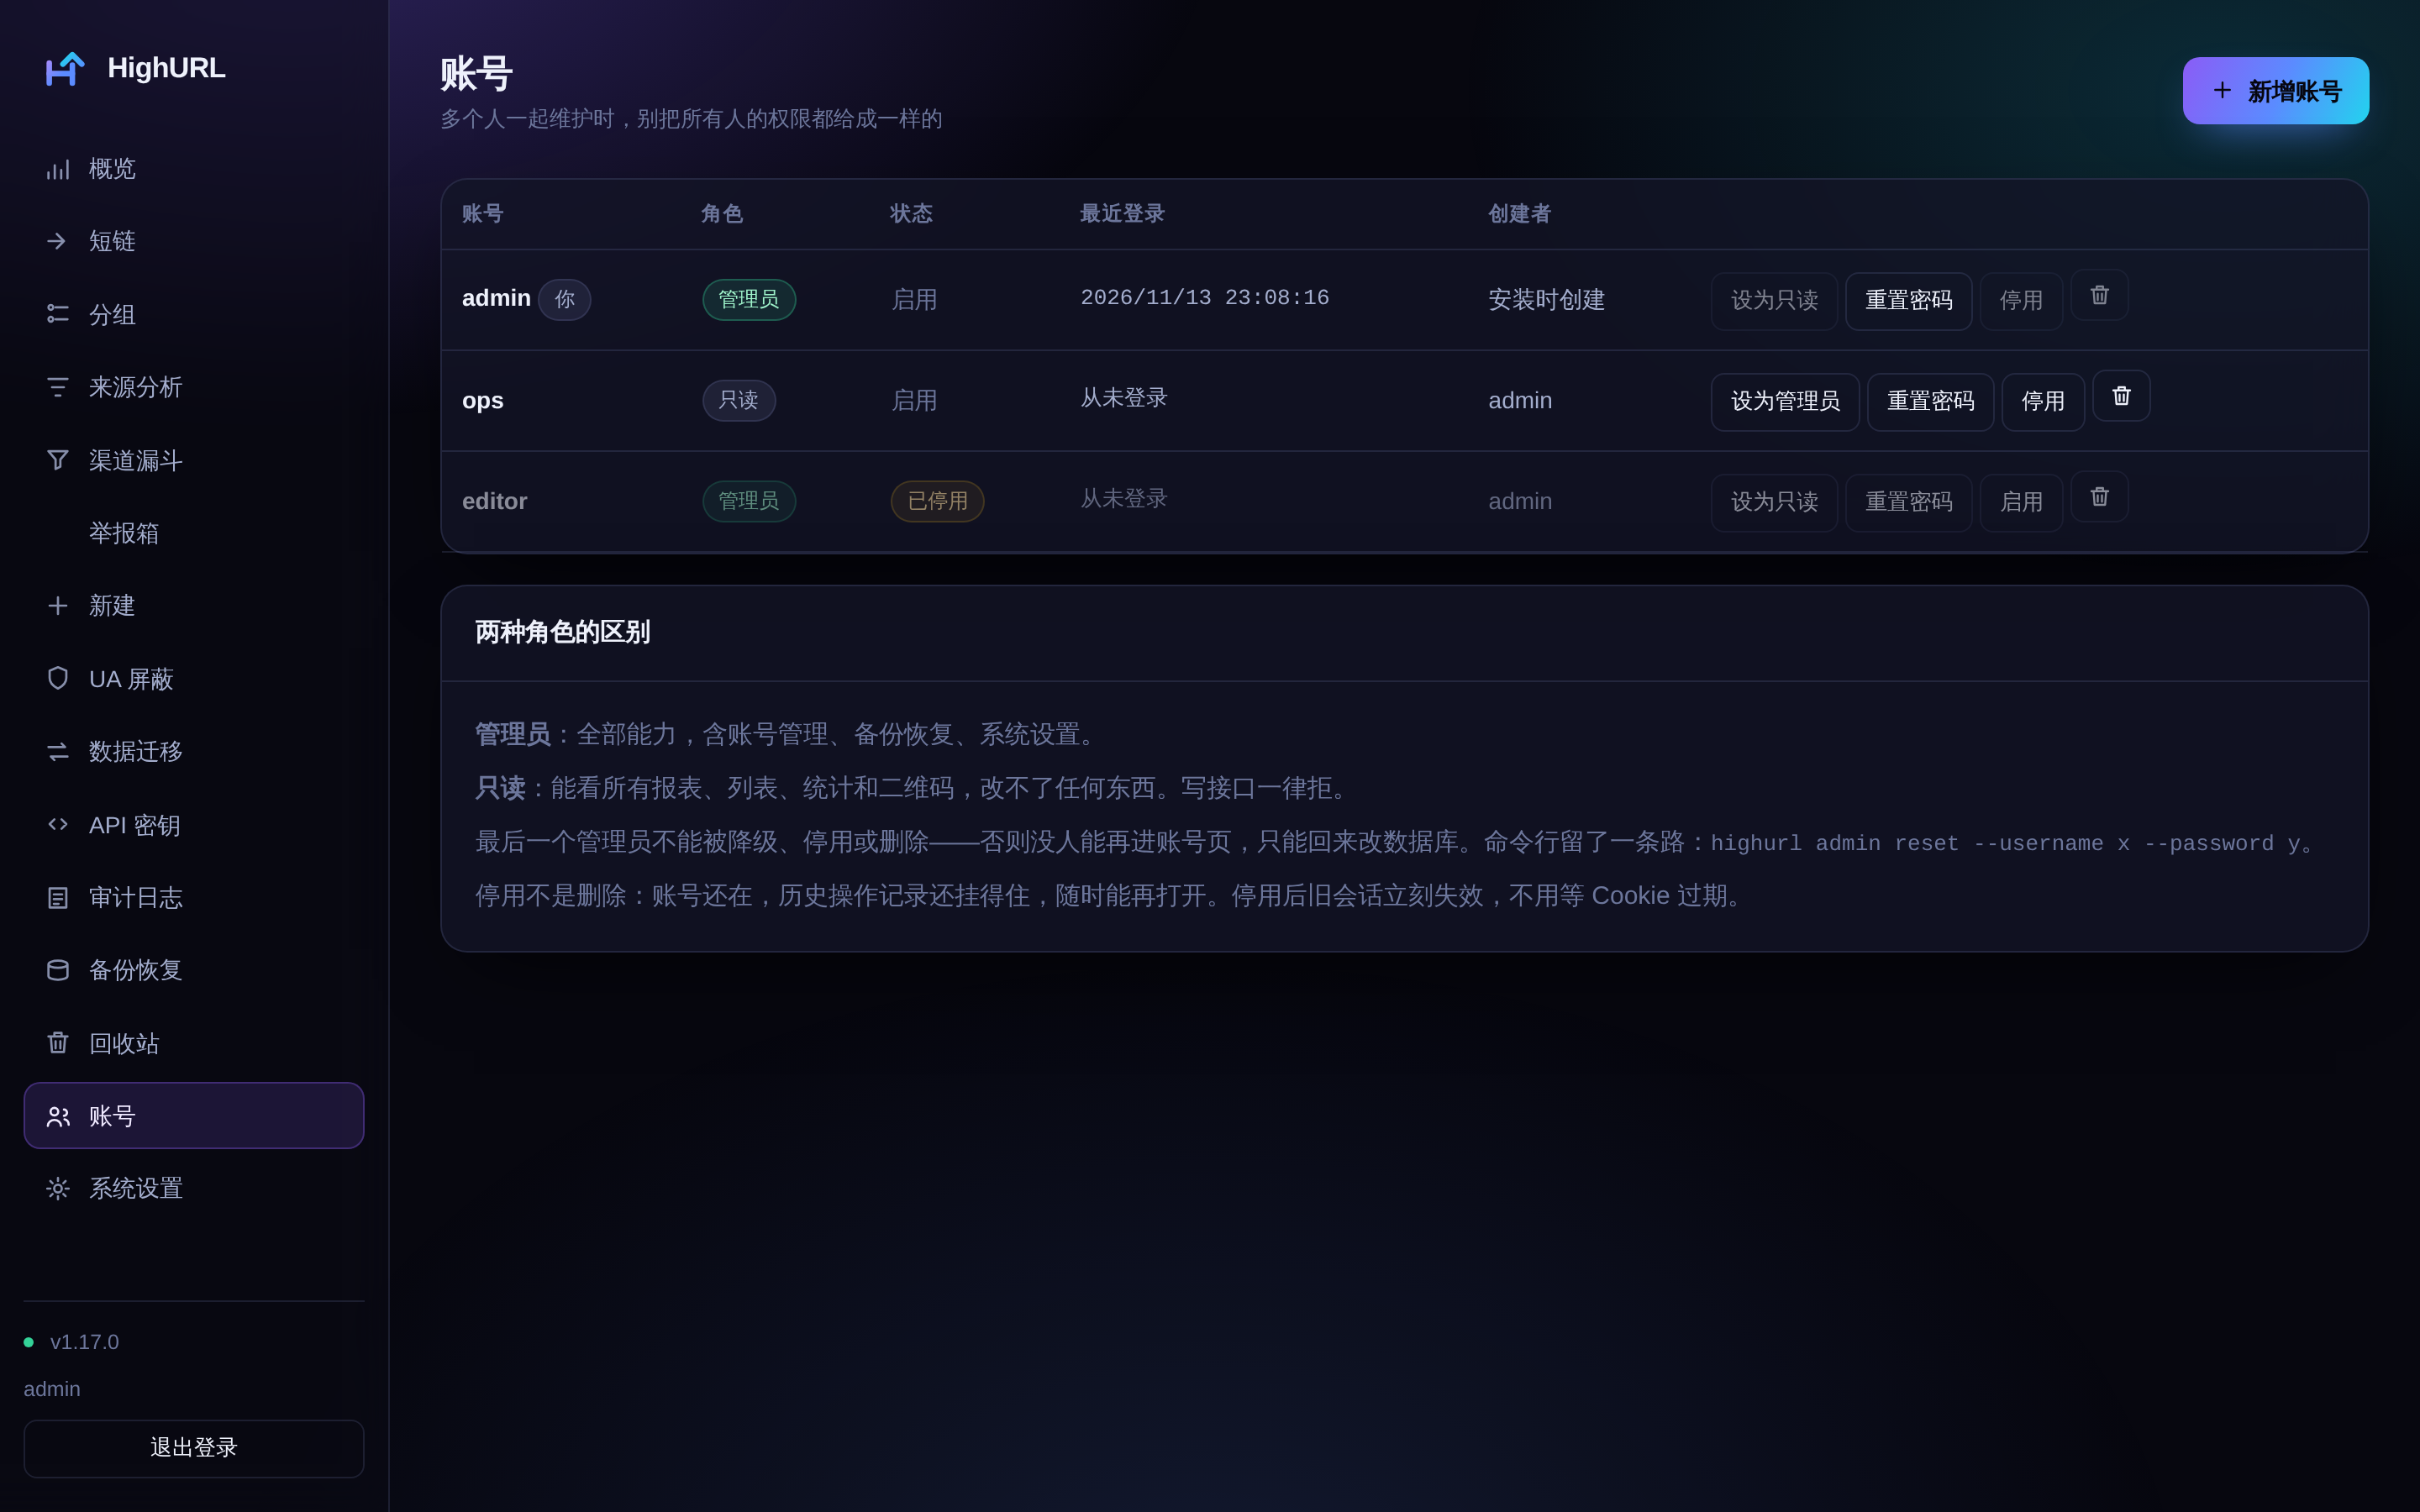 HighURL
概览
短链
分组
来源分析
渠道漏斗
举报箱
新建
UA 屏蔽
数据迁移
API 密钥
审计日志
备份恢复
回收站
账号
系统设置
v1.17.0
admin
退出登录
账号
多个人一起维护时，别把所有人的权限都给成一样的
新增账号
账号 角色 状态 最近登录 创建者
admin 你 管理员 启用 2026/11/13 23:08:16 安装时创建 设为只读 重置密码 停用
ops 只读 启用 从未登录 admin 设为管理员 重置密码 停用
editor 管理员 已停用 从未登录 admin 设为只读 重置密码 启用
两种角色的区别
管理员：全部能力，含账号管理、备份恢复、系统设置。
只读：能看所有报表、列表、统计和二维码，改不了任何东西。写接口一律拒。
最后一个管理员不能被降级、停用或删除——否则没人能再进账号页，只能回来改数据库。命令行留了一条路：highurl admin reset --username x --password y。
停用不是删除：账号还在，历史操作记录还挂得住，随时能再打开。停用后旧会话立刻失效，不用等 Cookie 过期。